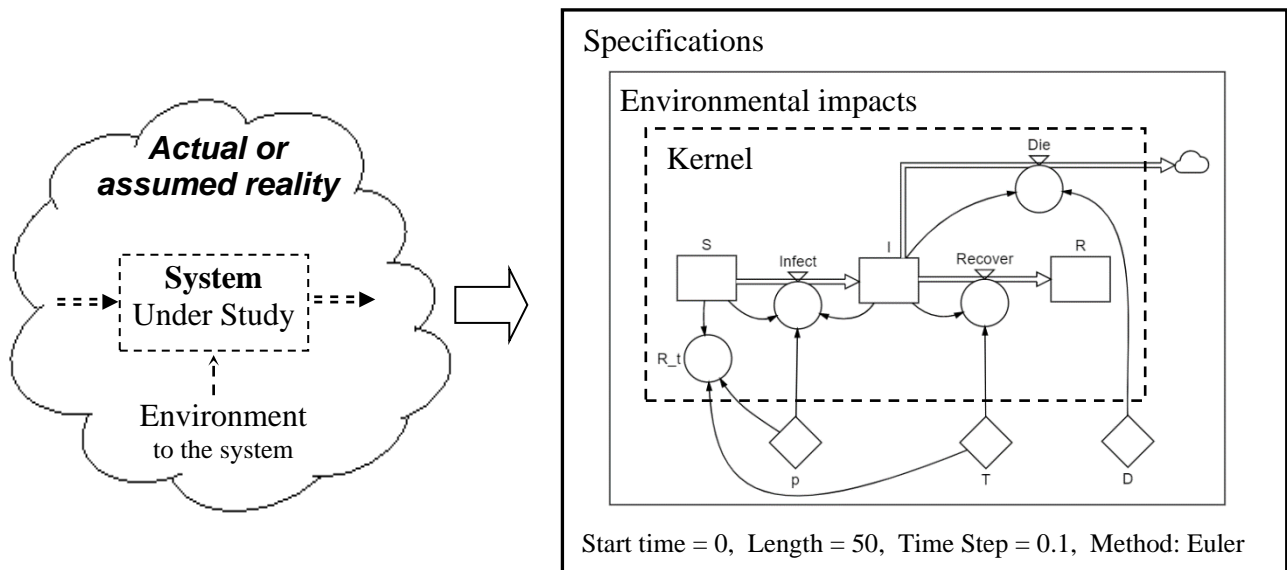 Actual or
assumed reality
System
Under Study
Environment
to the system
Specifications
Environmental impacts
Kernel
Die
S
Infect
I
Recover
R
R_t
p
T
D
Start time = 0, Length = 50, Time Step = 0.1, Method: Euler